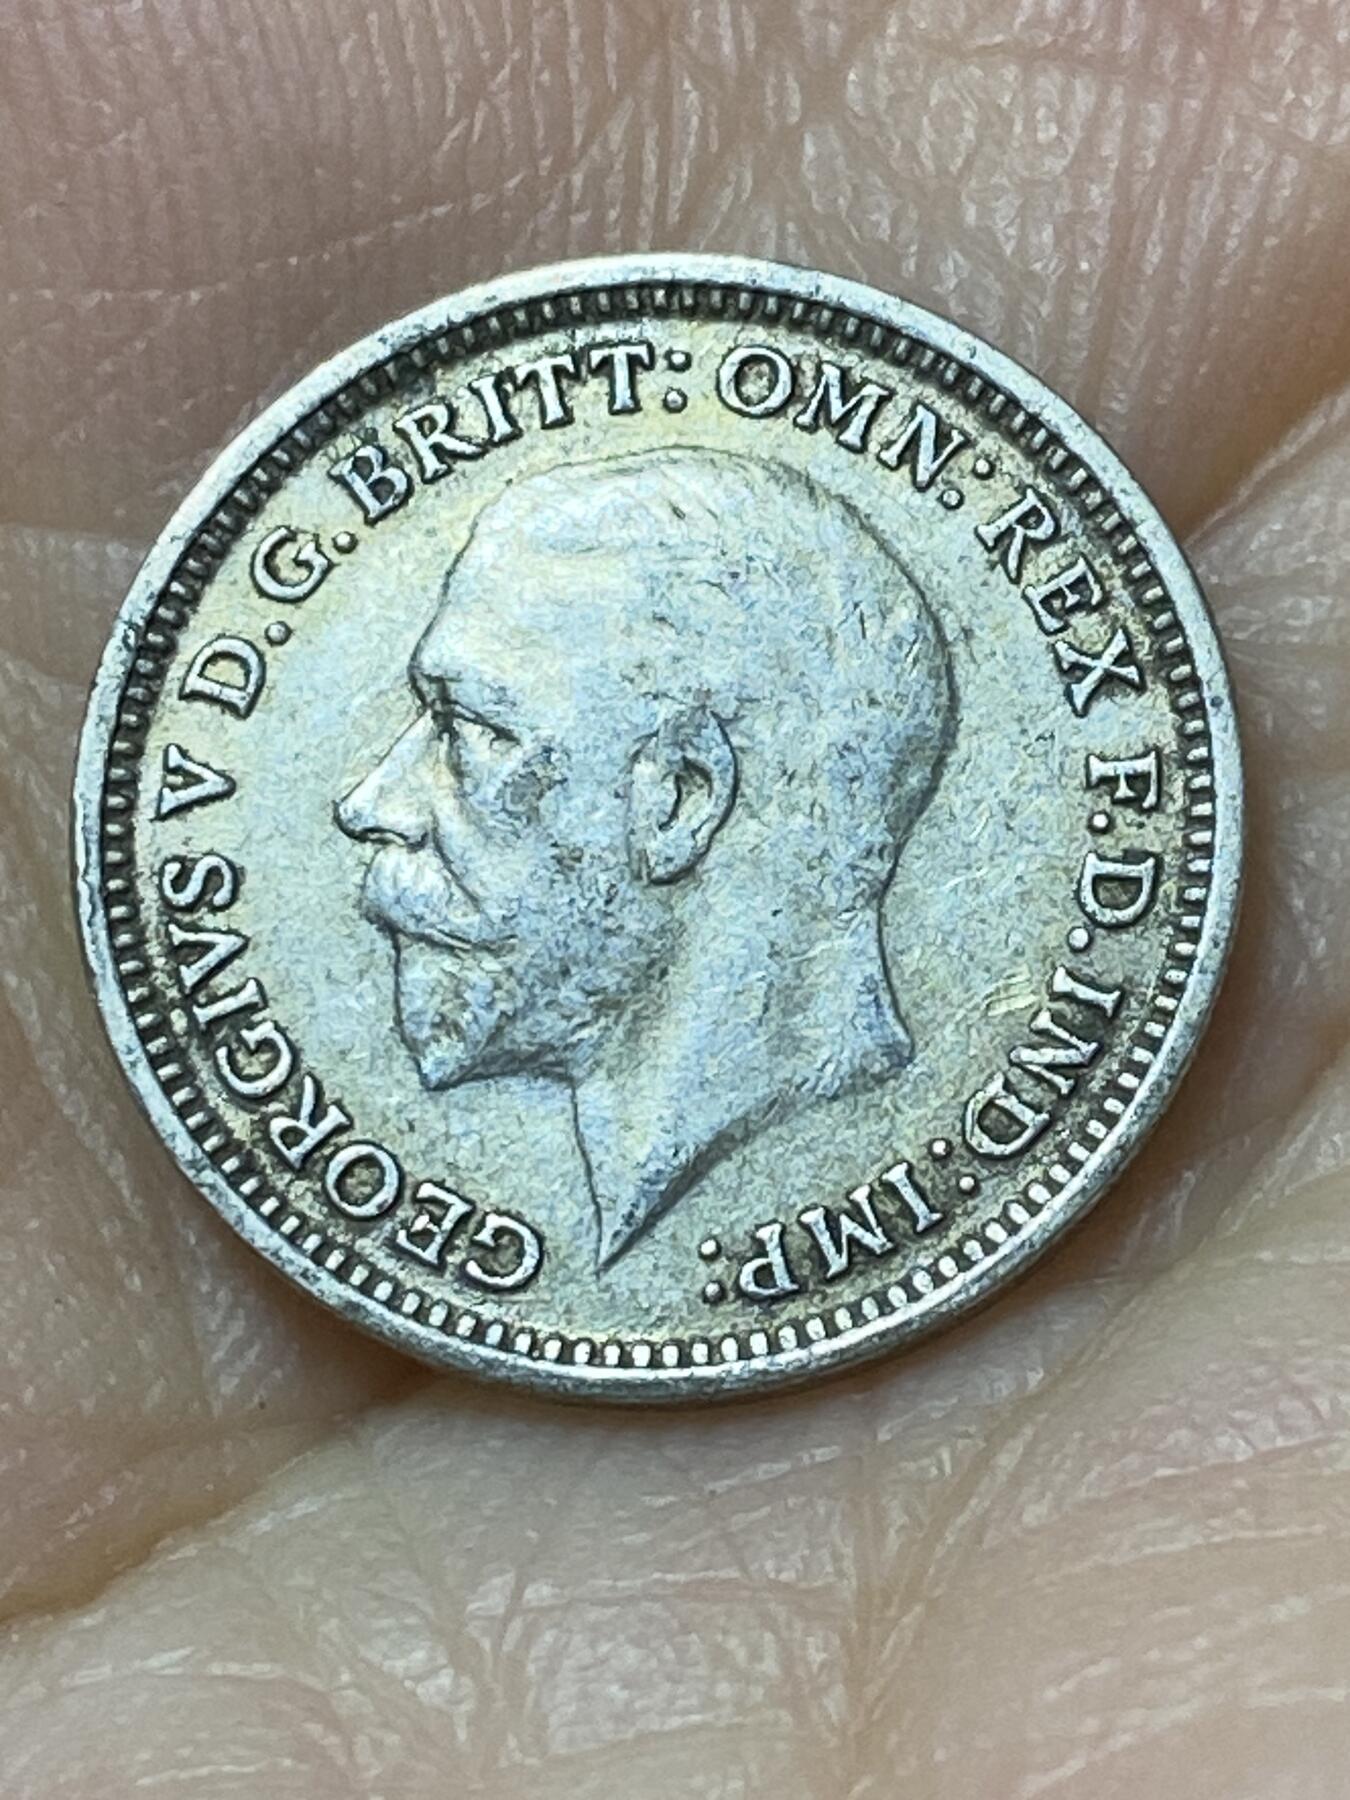 GEORGIVS V D.G. BRITT: OMN: REX F.D. IND: IMP: